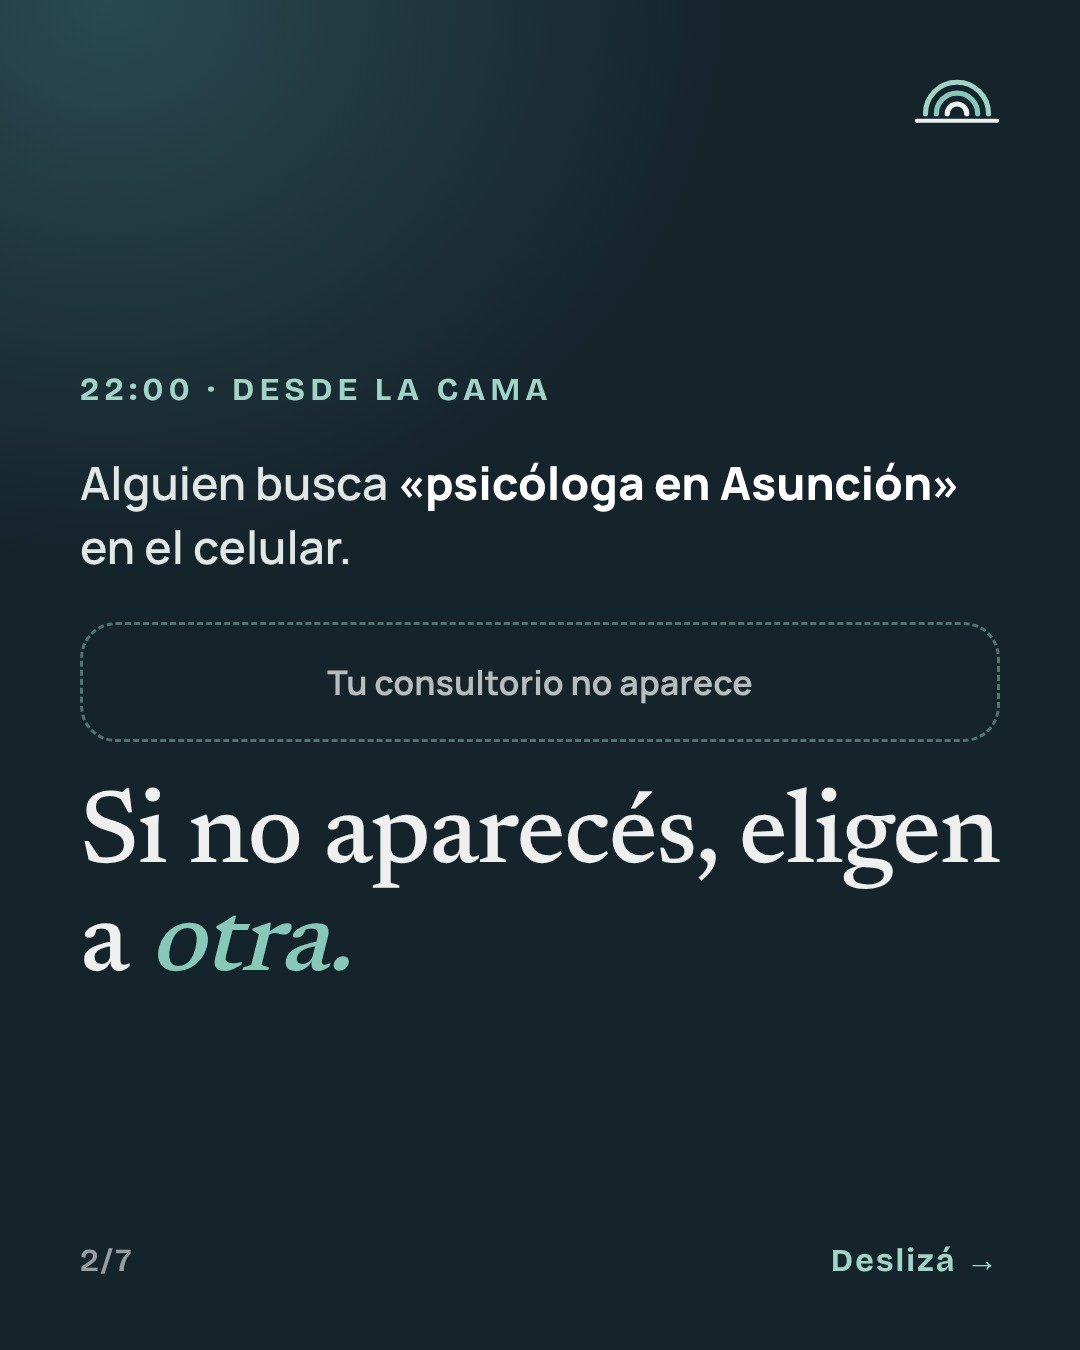 22:00 · DESDE LA CAMA
Alguien busca «psicóloga en Asunción»
en el celular.
Tu consultorio no aparece
Si no aparecés, eligen
a otra.
2/7
Deslizá →